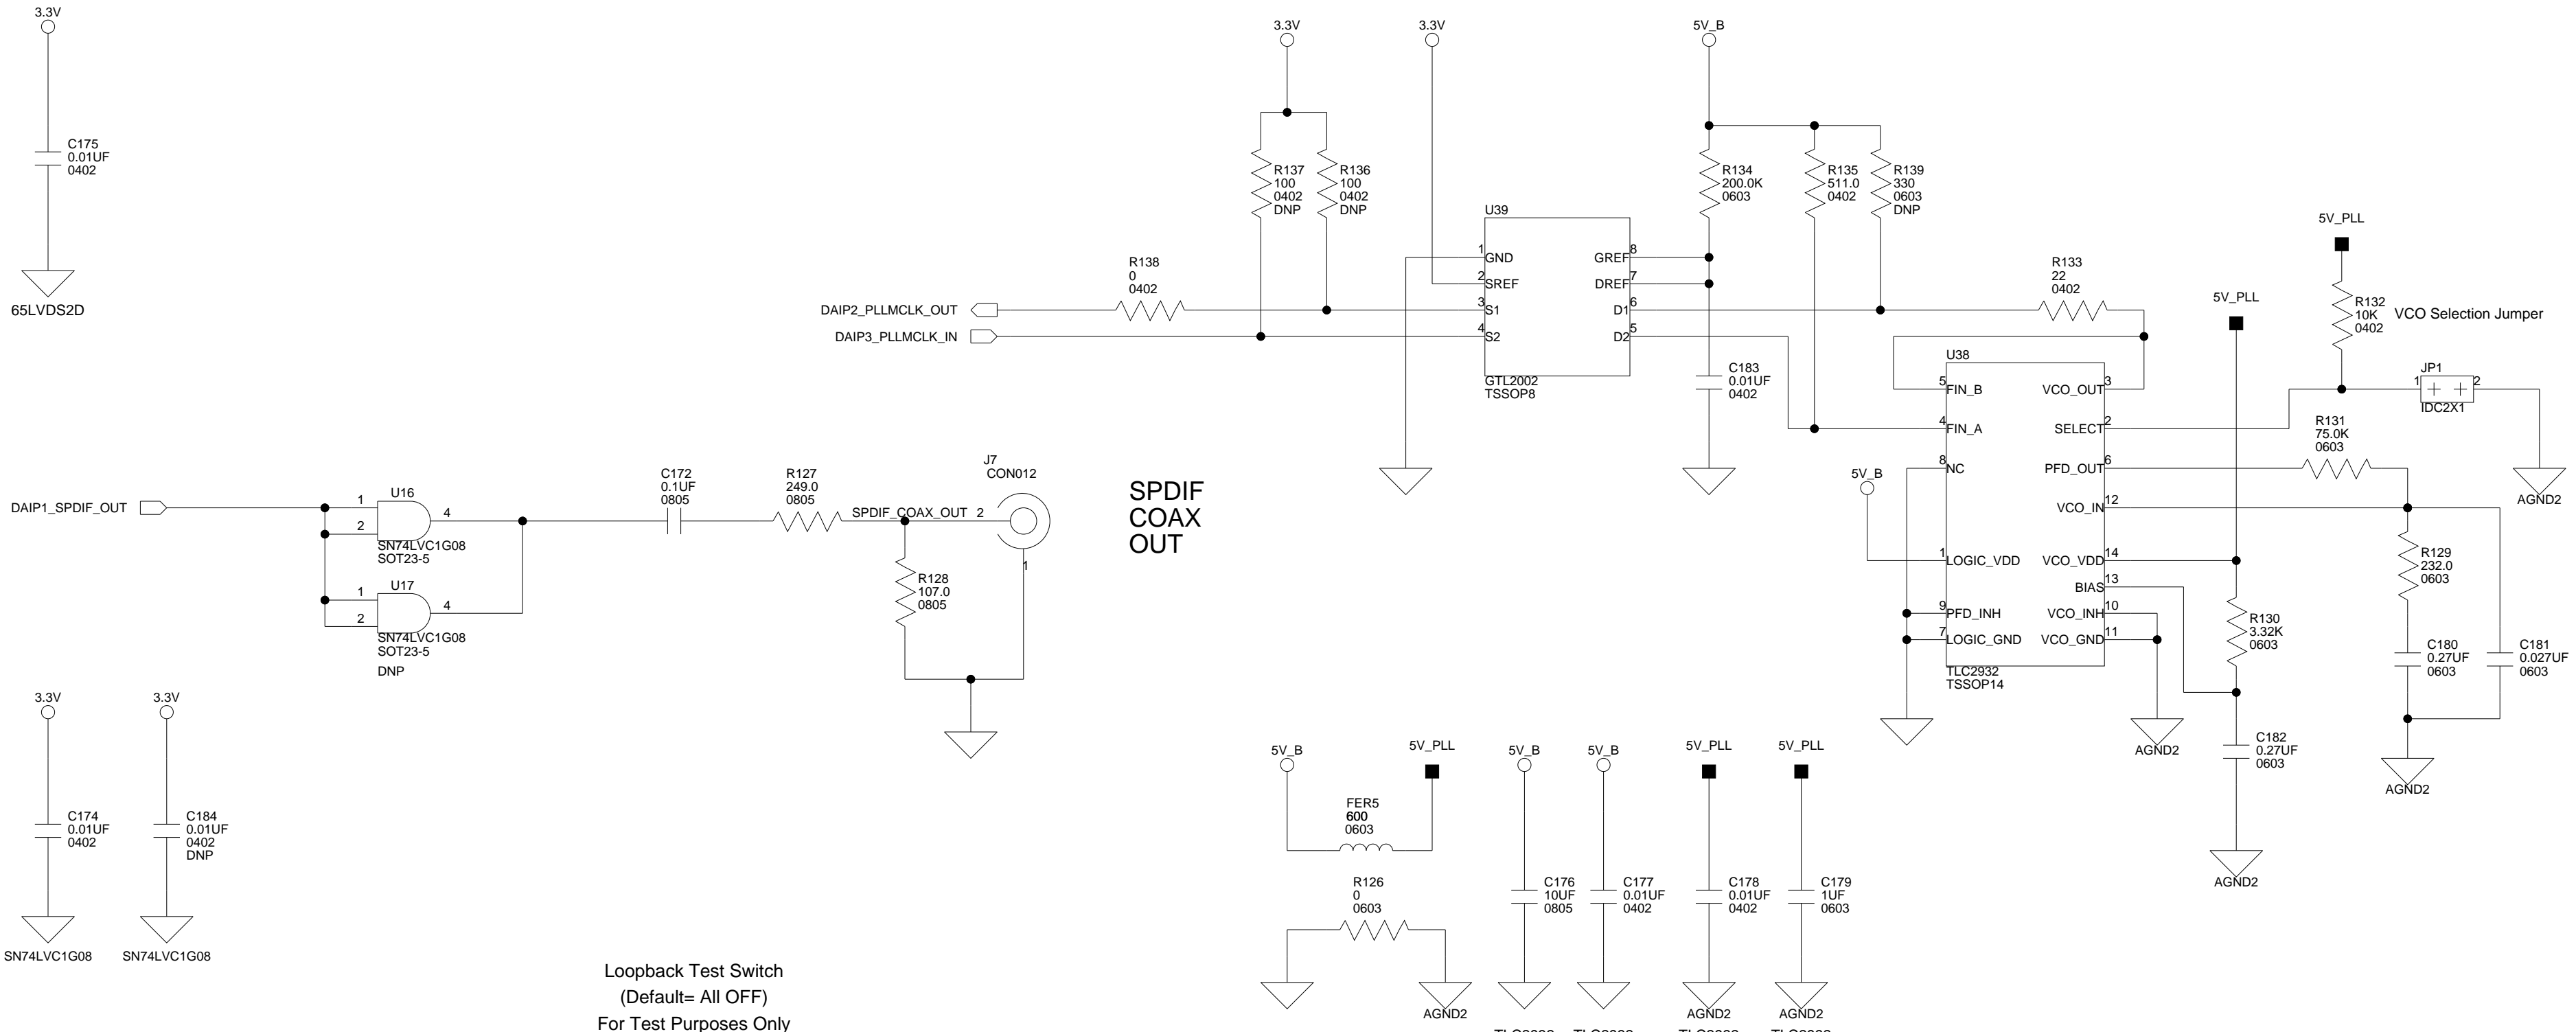 3.3V
C175
0.01UF
0402
65LVDS2D
DAIP1_SPDIF_OUT
1
2
U16
4
SN74LVC1G08
SOT23-5
1
2
U17
4
SN74LVC1G08
SOT23-5
DNP
C172
0.1UF
0805
R127
249.0
0805
SPDIF_COAX_OUT
2
J7
CON012
1
R128
107.0
0805
SPDIF
COAX
OUT
3.3V
C174
0.01UF
0402
SN74LVC1G08
3.3V
C184
0.01UF
0402
DNP
SN74LVC1G08
Loopback Test Switch
(Default= All OFF)
For Test Purposes Only
3.3V
R137
100
0402
DNP
R136
100
0402
DNP
3.3V
R138
0
0402
DAIP2_PLLMCLK_OUT
DAIP3_PLLMCLK_IN
U39
1
GND
2
SREF
3
S1
4
S2
8
GREF
7
DREF
6
D1
5
D2
GTL2002
TSSOP8
5V_B
R134
200.0K
0603
R135
511.0
0402
R139
330
0603
DNP
C183
0.01UF
0402
R133
22
0402
U38
5
FIN_B
4
FIN_A
8
NC
1
LOGIC_VDD
9
PFD_INH
7
LOGIC_GND
3
VCO_OUT
2
SELECT
6
PFD_OUT
12
VCO_IN
14
VCO_VDD
13
BIAS
10
VCO_INH
11
VCO_GND
TLC2932
TSSOP14
5V_B
AGND2
5V_PLL
5V_PLL
R132
10K
0402
VCO Selection Jumper
JP1
1
2
IDC2X1
AGND2
R131
75.0K
0603
R129
232.0
0603
R130
3.32K
0603
C180
0.27UF
0603
C181
0.027UF
0603
AGND2
C182
0.27UF
0603
AGND2
5V_B
5V_PLL
FER5
600
0603
R126
0
0603
AGND2
5V_B
C176
10UF
0805
5V_B
C177
0.01UF
0402
5V_PLL
C178
0.01UF
0402
AGND2
5V_PLL
C179
1UF
0603
AGND2